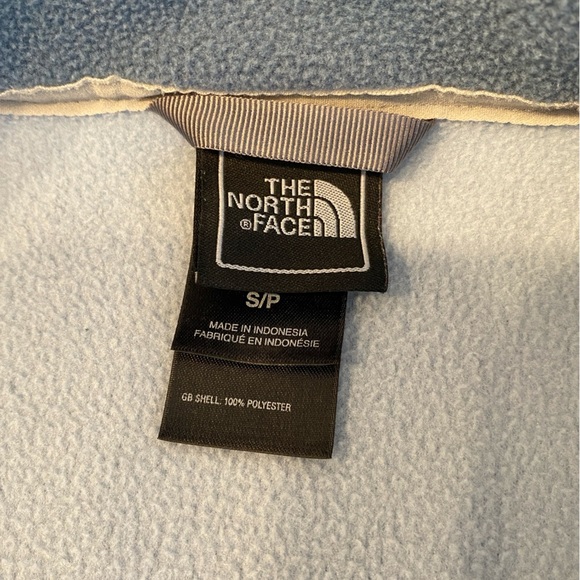 THE
NORTH
®FACE
S/P
MADE IN INDONESIA
FABRIQUÉ EN INDONÉSIE
GB SHELL: 100% POLYESTER